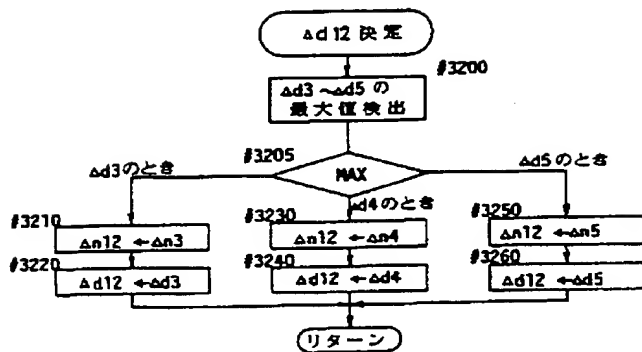 Δd12 決定
#3200
Δd3~Δd5 の
最大値検出
#3205
MAX
Δd3のとき
Δd4のとき
Δd5のとき
#3210
Δn12 ←Δn3
#3230
Δn12 ←Δn4
#3250
Δn12 ←Δn5
#3220
Δd12 ←Δd3
#3240
Δd12 ←Δd4
#3260
Δd12 ←Δd5
リターン